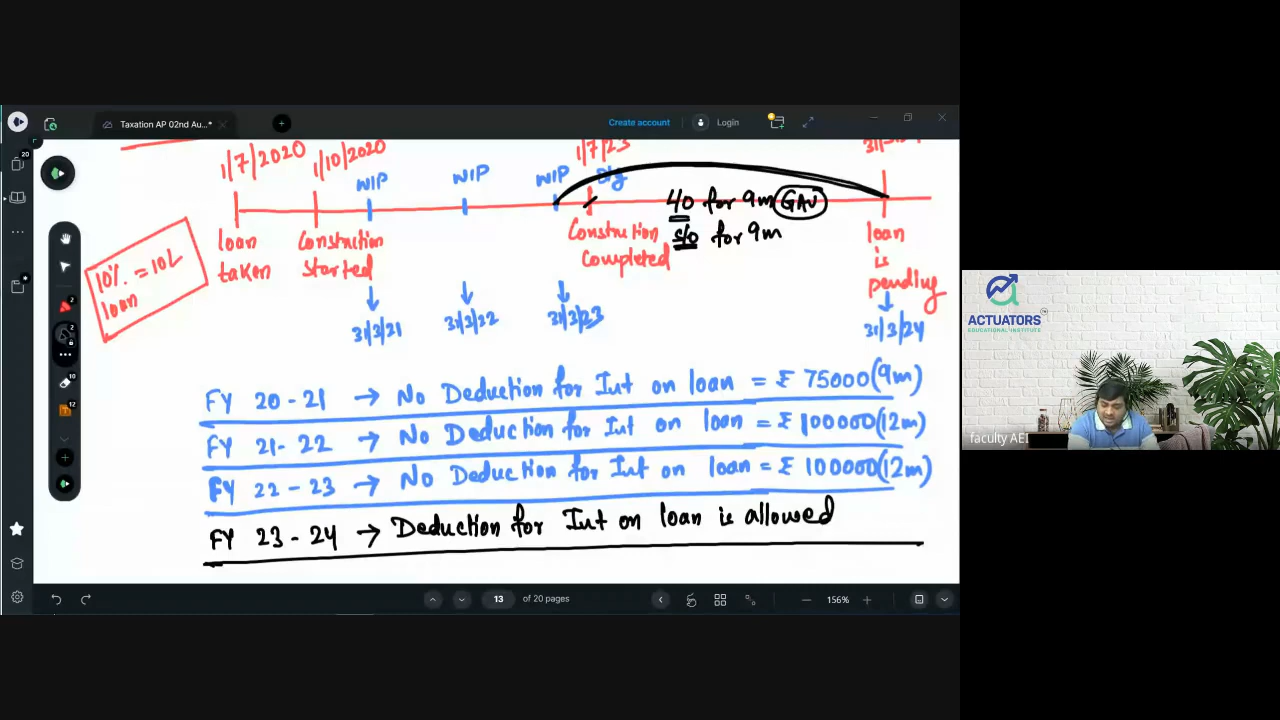 Taxation AP 02nd Au...*
Create account
Login
20
1/7/2020
1/10/2020
WIP
WIP
WIP
1/7/23
10% = 10L
loan
loan
taken
Construction
started
Construction
completed
for 9m GAV
for 9m
loan
is
pending
31/3/21
31/3/22
31/3/23
31/3/24
FY 20-21 → No Deduction for Int on loan = ₹ 75000 (9m)
FY 21-22 → No Deduction for Int on loan = ₹ 100000 (12m)
FY 22-23 → No Deduction for Int on loan = ₹ 100000 (12m)
FY 23-24 → Deduction for Int on loan is allowed
13 of 20 pages
156%
ACTUATORS
EDUCATIONAL INSTITUTE
faculty AEI